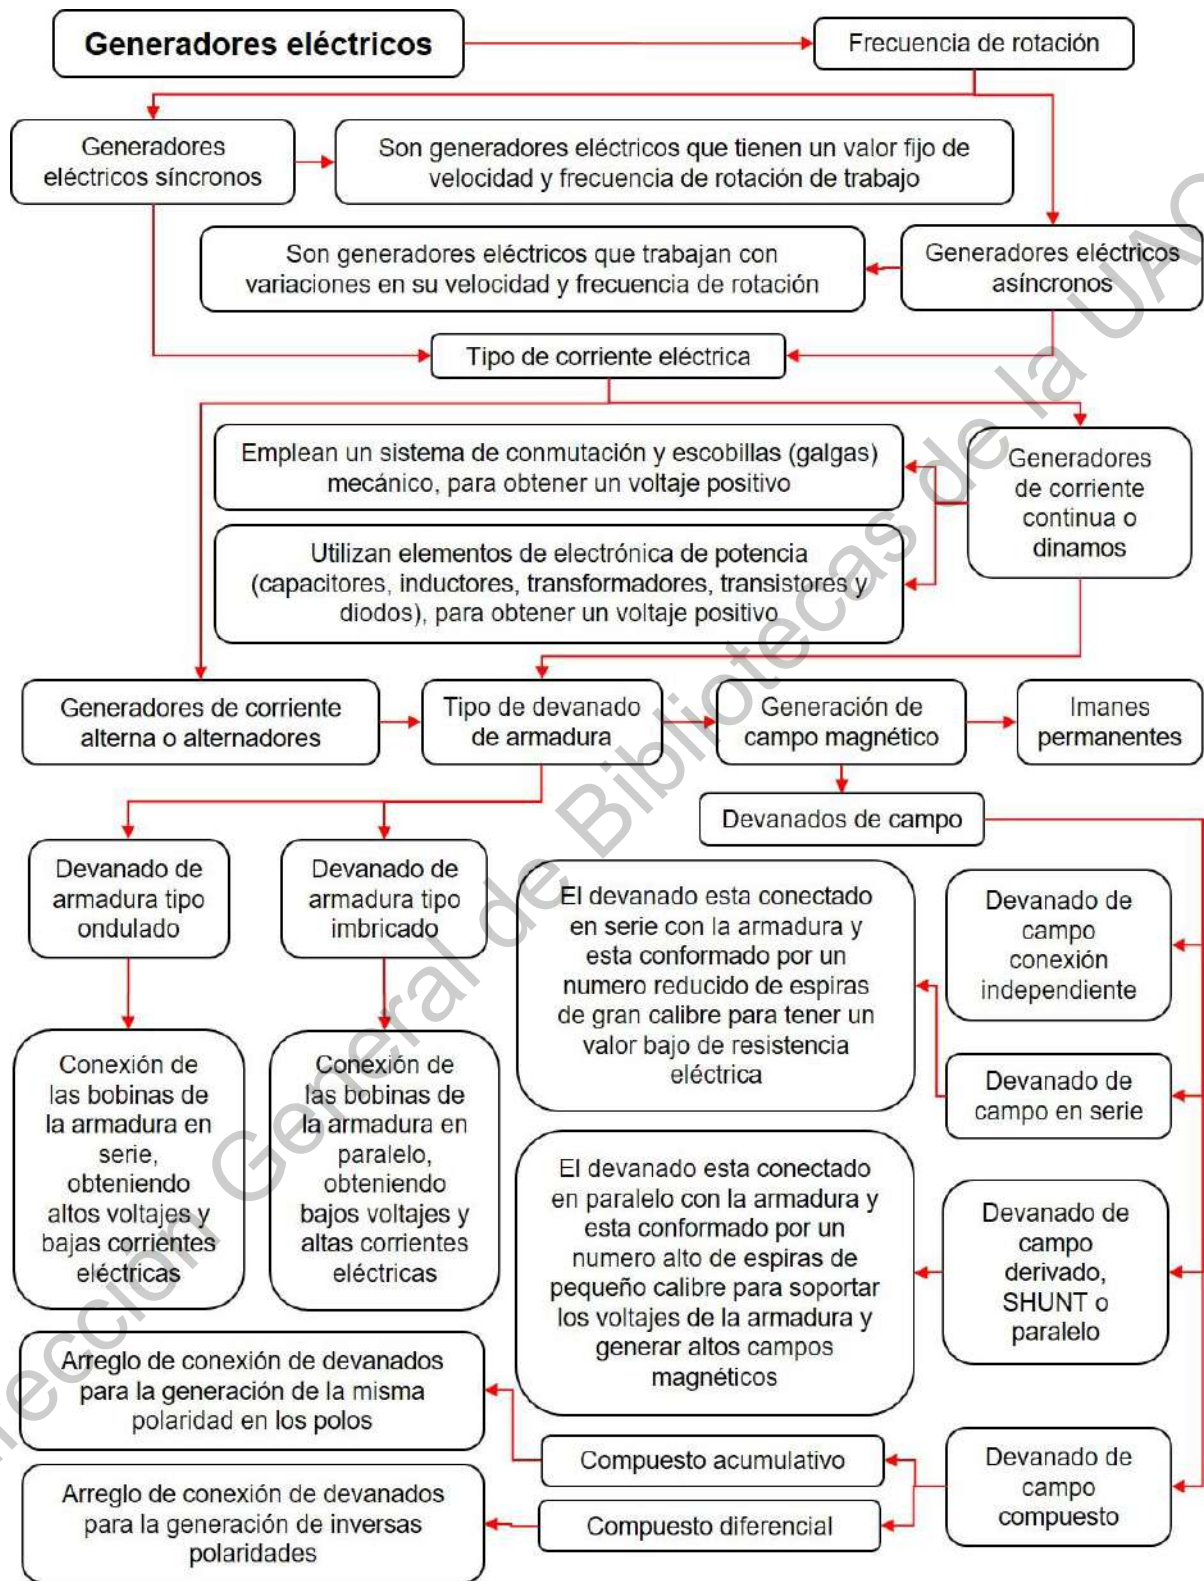 Generadores eléctricos
Frecuencia de rotación
Generadores
eléctricos síncronos
Son generadores eléctricos que tienen un valor fijo de
velocidad y frecuencia de rotación de trabajo
Son generadores eléctricos que trabajan con
variaciones en su velocidad y frecuencia de rotación
Generadores eléctricos
asíncronos
Tipo de corriente eléctrica
Emplean un sistema de conmutación y escobillas (galgas)
mecánico, para obtener un voltaje positivo
Generadores
de corriente
continua o
dinamos
Utilizan elementos de electrónica de potencia
(capacitores, inductores, transformadores, transistores y
diodos), para obtener un voltaje positivo
Generadores de corriente
alterna o alternadores
Tipo de devanado
de armadura
Generación de
campo magnético
Imanes
permanentes
Devanados de campo
Devanado de
armadura tipo
ondulado
Devanado de
armadura tipo
imbricado
El devanado esta conectado
en serie con la armadura y
esta conformado por un
numero reducido de espiras
de gran calibre para tener un
valor bajo de resistencia
eléctrica
Devanado de
campo
conexión
independiente
Conexión de
las bobinas de
la armadura en
serie,
obteniendo
altos voltajes y
bajas corrientes
eléctricas
Conexión de
las bobinas de
la armadura en
paralelo,
obteniendo
bajos voltajes y
altas corrientes
eléctricas
Devanado de
campo en serie
El devanado esta conectado
en paralelo con la armadura y
esta conformado por un
numero alto de espiras de
pequeño calibre para soportar
los voltajes de la armadura y
generar altos campos
magnéticos
Devanado de
campo
derivado,
SHUNT o
paralelo
Arreglo de conexión de devanados
para la generación de la misma
polaridad en los polos
Compuesto acumulativo
Devanado de
campo
compuesto
Arreglo de conexión de devanados
para la generación de inversas
polaridades
Compuesto diferencial
General de Bibliotecas de la